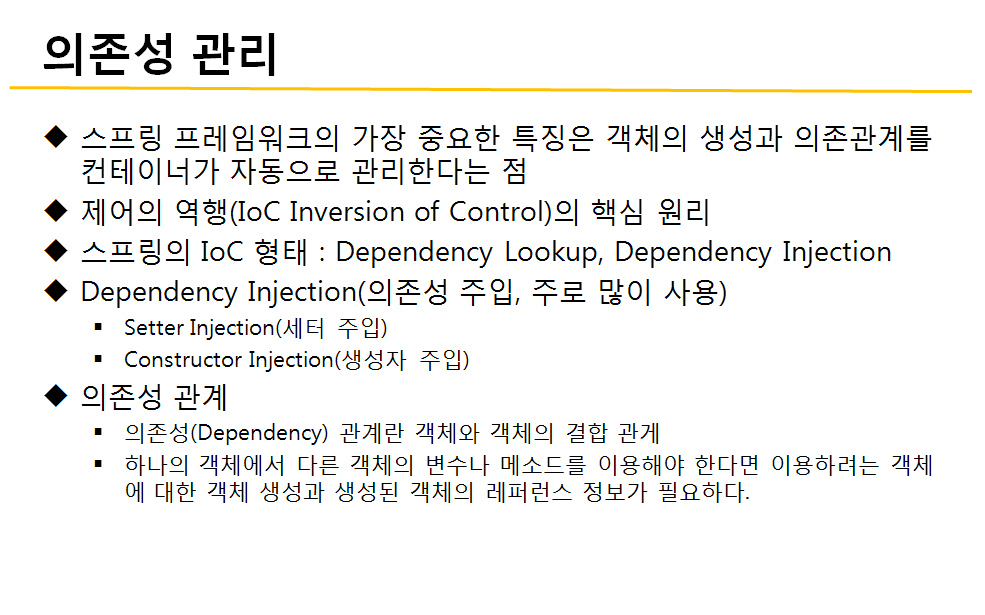 의존성 관리
◆ 스프링 프레임워크의 가장 중요한 특징은 객체의 생성과 의존관계를
컨테이너가 자동으로 관리한다는 점
◆ 제어의 역행(IoC Inversion of Control)의 핵심 원리
◆ 스프링의 IoC 형태 : Dependency Lookup, Dependency Injection
◆ Dependency Injection(의존성 주입, 주로 많이 사용)
▪ Setter Injection(세터 주입)
▪ Constructor Injection(생성자 주입)
◆ 의존성 관계
▪ 의존성(Dependency) 관계란 객체와 객체의 결합 관게
▪ 하나의 객체에서 다른 객체의 변수나 메소드를 이용해야 한다면 이용하려는 객체
에 대한 객체 생성과 생성된 객체의 레퍼런스 정보가 필요하다.